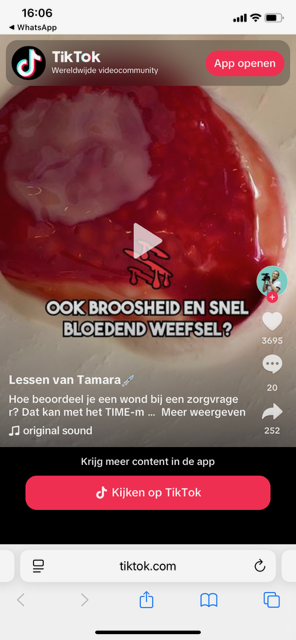 16:06
◀ WhatsApp
TikTok
Wereldwijde videocommunity
App openen
OOK BROOSHEID EN SNEL
BLOEDEND WEEFSEL?
3695
20
252
Lessen van Tamara💉
Hoe beoordeel je een wond bij een zorgvrage
r? Dat kan met het TIME-m ... Meer weergeven
original sound
Krijg meer content in de app
Kijken op TikTok
tiktok.com